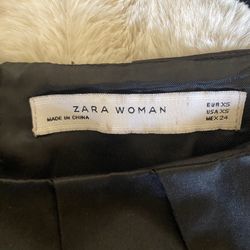 ZARA WOMAN
MADE IN CHINA
EUR XS
USA XS
MEX 24